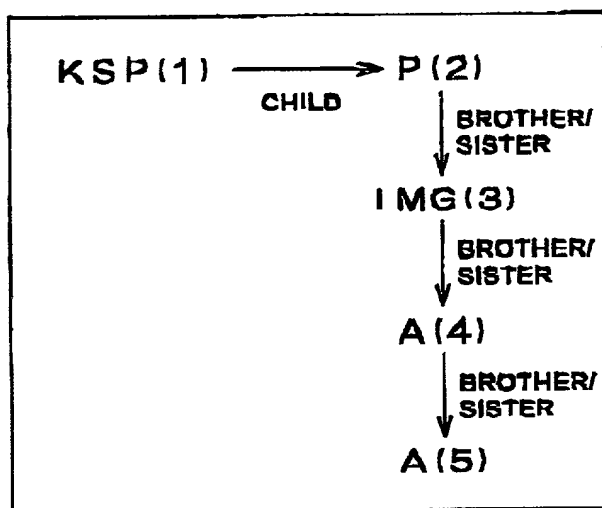 KSP(1) P(2)
CHILD
BROTHER/
SISTER
IMG(3)
BROTHER/
SISTER
A(4)
BROTHER/
SISTER
A(5)